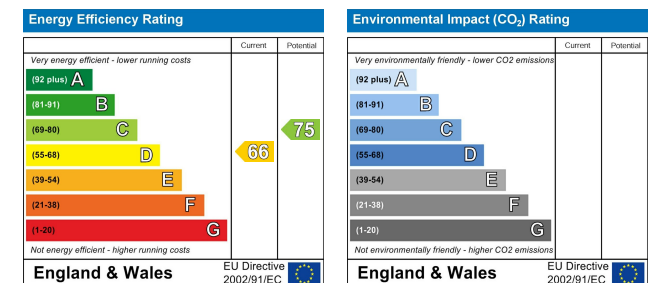 Energy Efficiency Rating
Current Potential
Very energy efficient - lower running costs
(92 plus) A
(81-91) B
(69-80) C
75
(55-68) D
66
(39-54) E
(21-38) F
(1-20) G
Not energy efficient - higher running costs
England & Wales
EU Directive
2002/91/EC
Environmental Impact (CO2) Rating
Current Potential
Very environmentally friendly - lower CO2 emissions
(92 plus) A
(81-91) B
(69-80) C
(55-68) D
(39-54) E
(21-38) F
(1-20) G
Not environmentally friendly - higher CO2 emissions
England & Wales
EU Directive
2002/91/EC